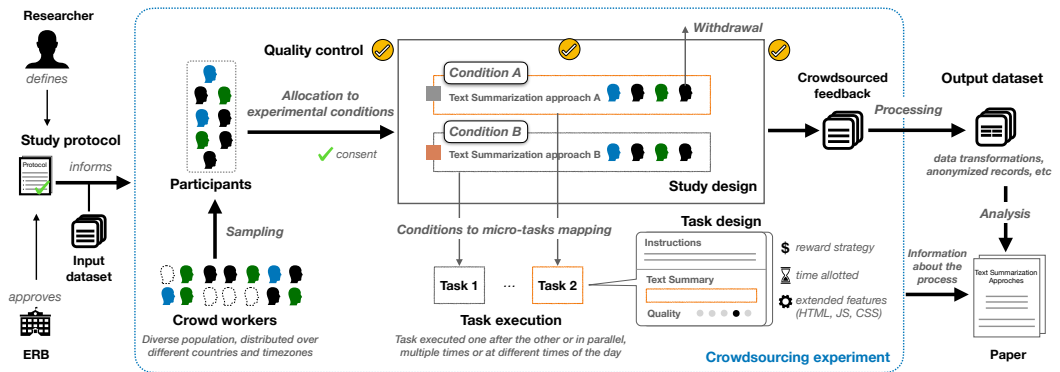 Researcher
defines
Study protocol
Protocol
informs
Input
dataset
approves
ERB
Quality control
Allocation to
experimental conditions
consent
Participants
Sampling
Crowd workers
Diverse population, distributed over
different countries and timezones
Withdrawal
Condition A
Text Summarization approach A
Condition B
Text Summarization approach B
Study design
Conditions to micro-tasks mapping
Task 1
...
Task 2
Task execution
Task executed one after the other or in parallel,
multiple times or at different times of the day
Task design
Instructions
Text Summary
Quality
$ reward strategy
time allotted
extended features
(HTML, JS, CSS)
Crowdsourcing experiment
Crowdsourced
feedback
Processing
Output dataset
data transformations,
anonymized records, etc
Analysis
Information
about the
process
Text Summarization
Approches
Paper